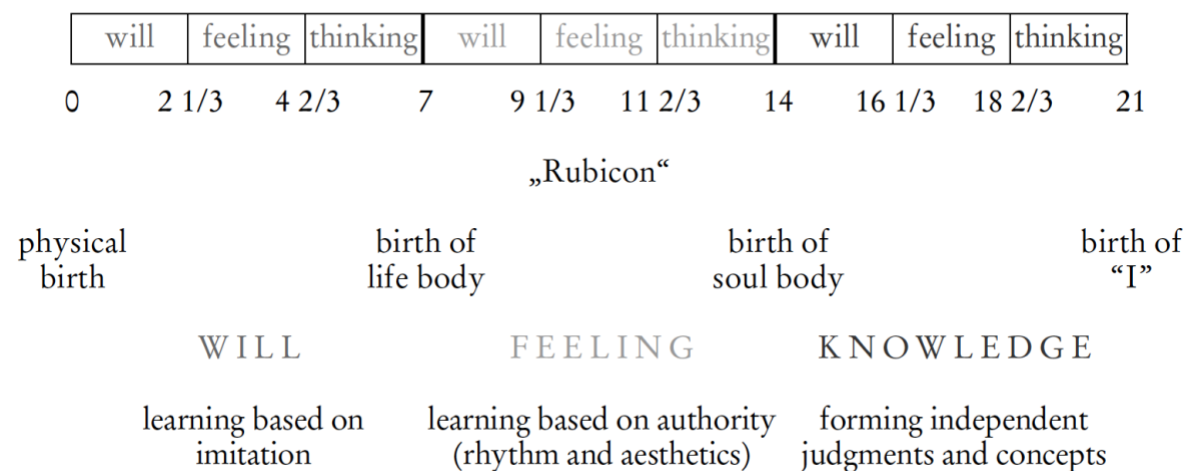 will feeling thinking will feeling thinking will feeling thinking
0 2 1/3 4 2/3 7 9 1/3 11 2/3 14 16 1/3 18 2/3 21
„Rubicon“
physical birth of birth of birth of
birth life body soul body “I”
WILL FEELING KNOWLEDGE
learning based on learning based on authority forming independent
imitation (rhythm and aesthetics) judgments and concepts